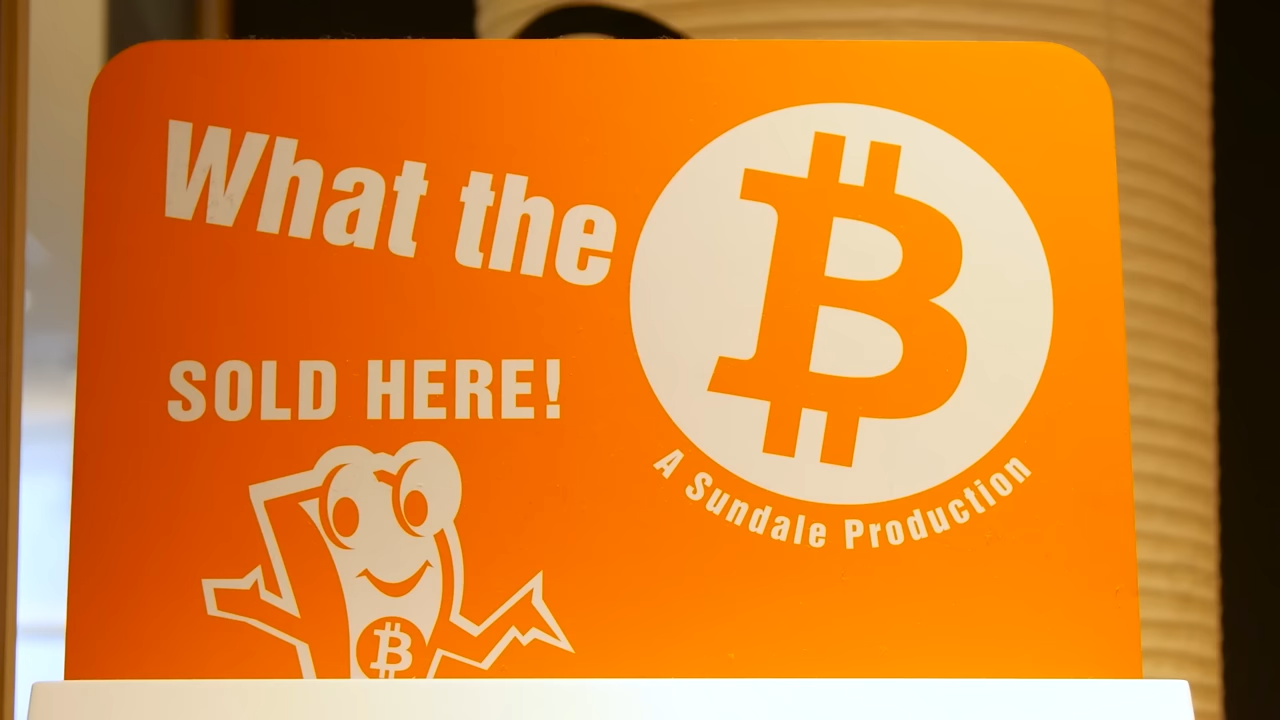 What the ₿
SOLD HERE!
A Sundale Production
₿